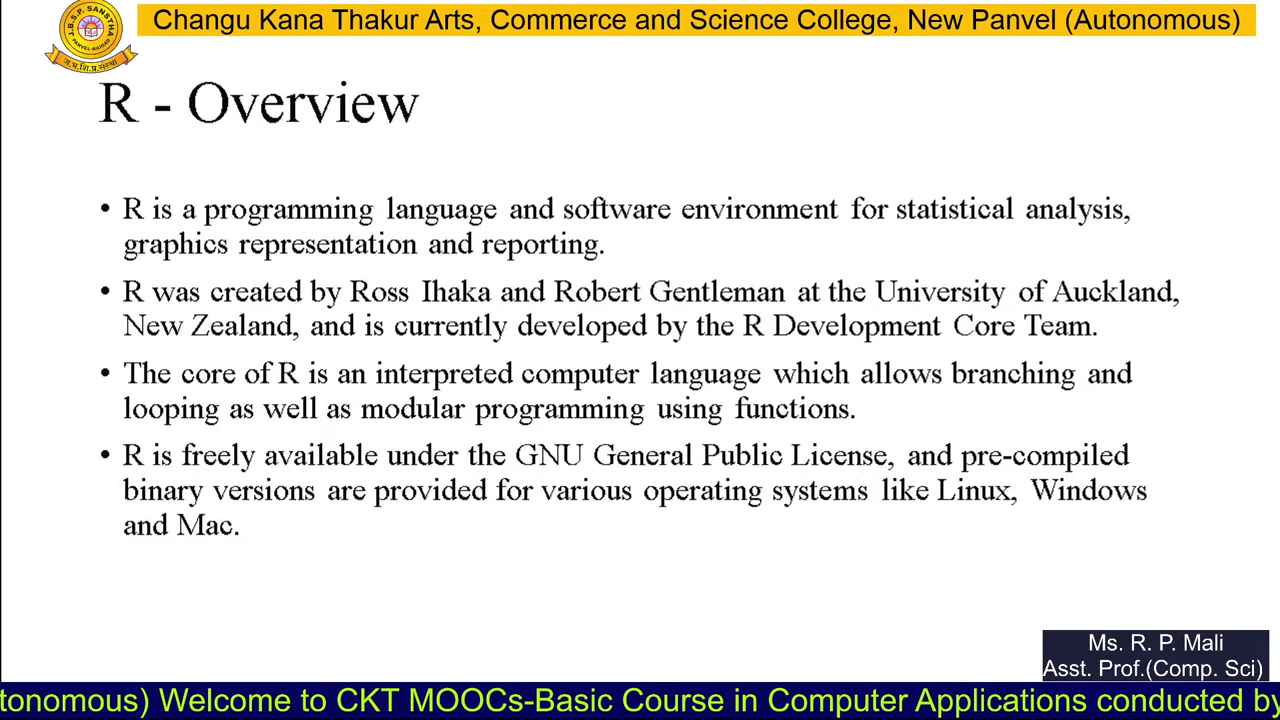 Changu Kana Thakur Arts, Commerce and Science College, New Panvel (Autonomous)
J.B.S.P. SANSTHA
PANVEL-RAIGAD
R - Overview
• R is a programming language and software environment for statistical analysis,
graphics representation and reporting.
• R was created by Ross Ihaka and Robert Gentleman at the University of Auckland,
New Zealand, and is currently developed by the R Development Core Team.
• The core of R is an interpreted computer language which allows branching and
looping as well as modular programming using functions.
• R is freely available under the GNU General Public License, and pre-compiled
binary versions are provided for various operating systems like Linux, Windows
and Mac.
Ms. R. P. Mali
Asst. Prof.(Comp. Sci)
tonomous) Welcome to CKT MOOCs-Basic Course in Computer Applications conducted by